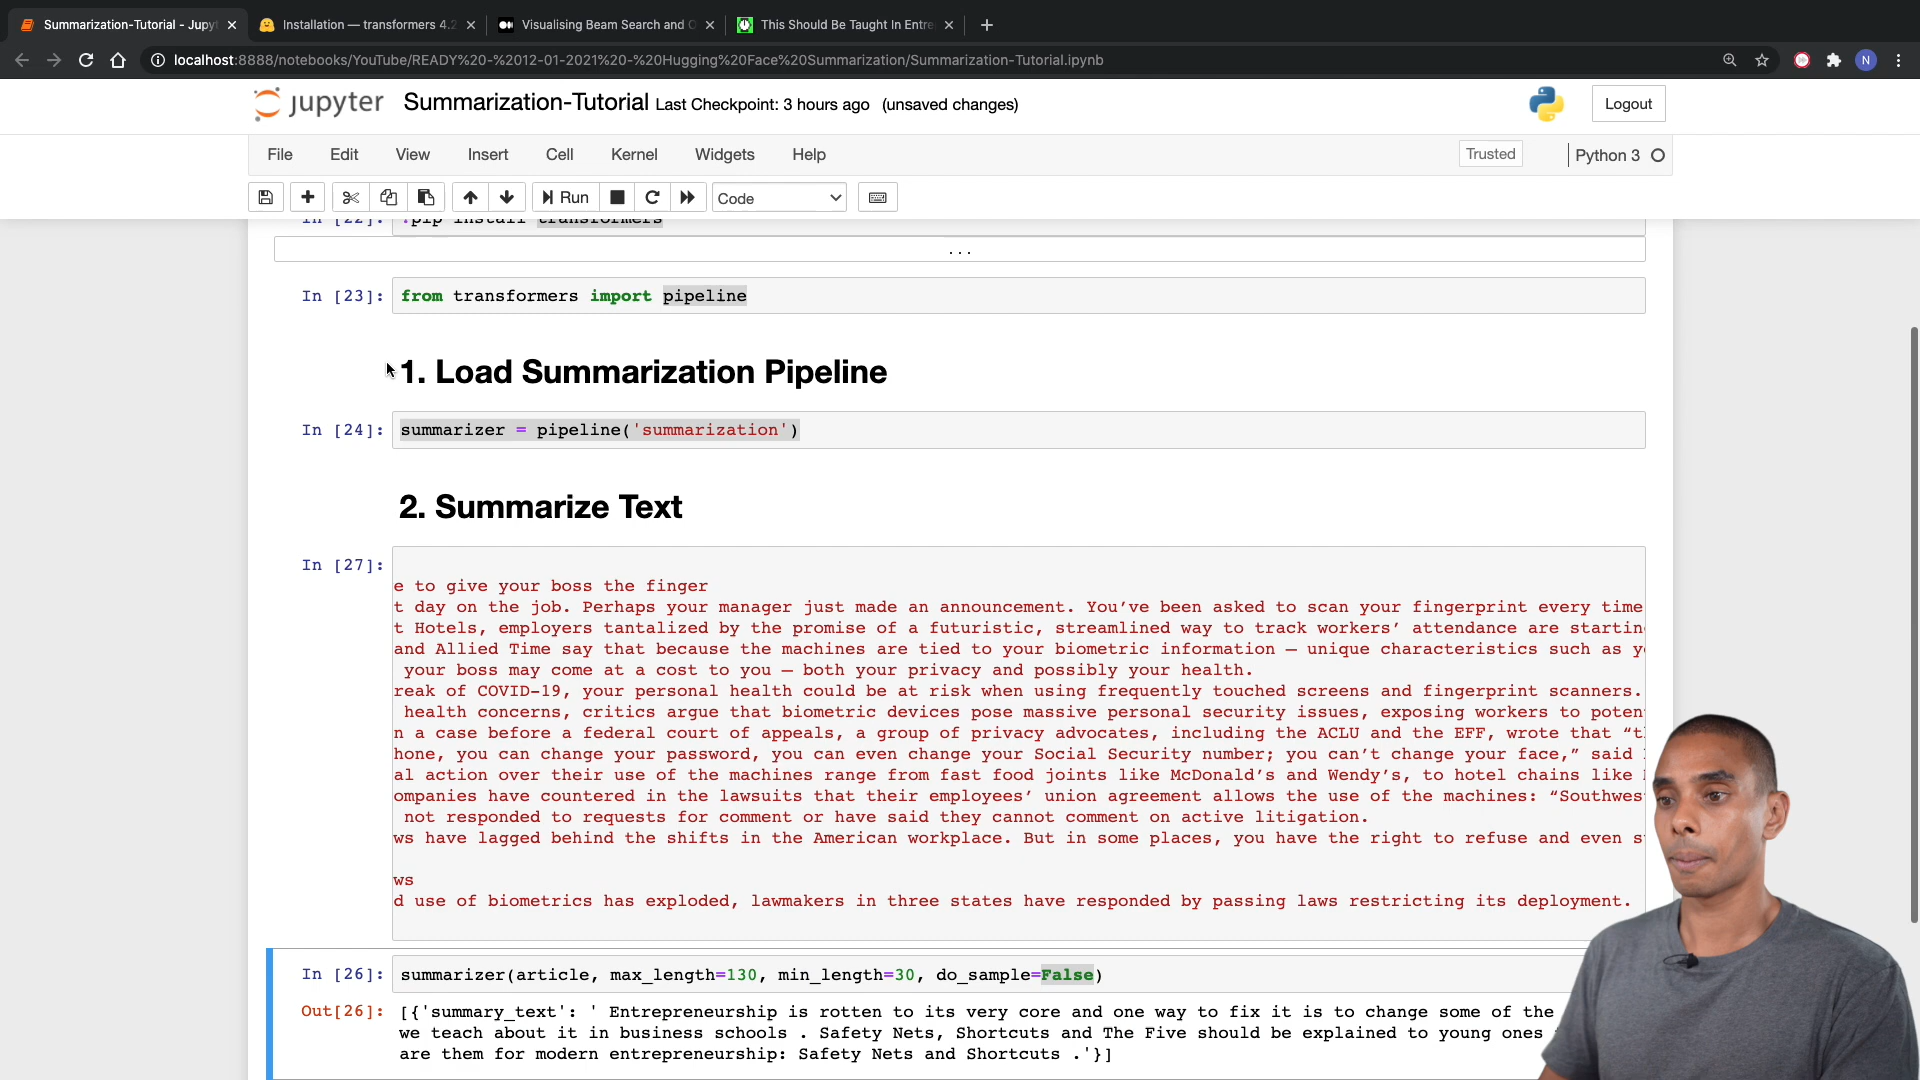 Summarization-Tutorial - Jupyt
Installation — transformers 4.2
Visualising Beam Search and O
This Should Be Taught In Entre
localhost:8888/notebooks/YouTube/READY%20-%2012-01-2021%20-%20Hugging%20Face%20Summarization/Summarization-Tutorial.ipynb
N
jupyter Summarization-Tutorial Last Checkpoint: 3 hours ago (unsaved changes)
Logout
File Edit View Insert Cell Kernel Widgets Help
Trusted
Python 3
Run
Code
In [22]: !pip install transformers
...
In [23]: from transformers import pipeline
1. Load Summarization Pipeline
In [24]: summarizer = pipeline('summarization')
2. Summarize Text
In [27]:
e to give your boss the finger
t day on the job. Perhaps your manager just made an announcement. You’ve been asked to scan your fingerprint every time
t Hotels, employers tantalized by the promise of a futuristic, streamlined way to track workers’ attendance are startin
and Allied Time say that because the machines are tied to your biometric information — unique characteristics such as y
your boss may come at a cost to you — both your privacy and possibly your health.
reak of COVID-19, your personal health could be at risk when using frequently touched screens and fingerprint scanners.
health concerns, critics argue that biometric devices pose massive personal security issues, exposing workers to poten
n a case before a federal court of appeals, a group of privacy advocates, including the ACLU and the EFF, wrote that “t
hone, you can change your password, you can even change your Social Security number; you can’t change your face,” said
al action over their use of the machines range from fast food joints like McDonald’s and Wendy’s, to hotel chains like
ompanies have countered in the lawsuits that their employees’ union agreement allows the use of the machines: “Southwes
not responded to requests for comment or have said they cannot comment on active litigation.
ws have lagged behind the shifts in the American workplace. But in some places, you have the right to refuse and even s
ws
d use of biometrics has exploded, lawmakers in three states have responded by passing laws restricting its deployment.
In [26]: summarizer(article, max_length=130, min_length=30, do_sample=False)
Out[26]: [{'summary_text': ' Entrepreneurship is rotten to its very core and one way to fix it is to change some of the
we teach about it in business schools . Safety Nets, Shortcuts and The Five should be explained to young ones
are them for modern entrepreneurship: Safety Nets and Shortcuts .'}]